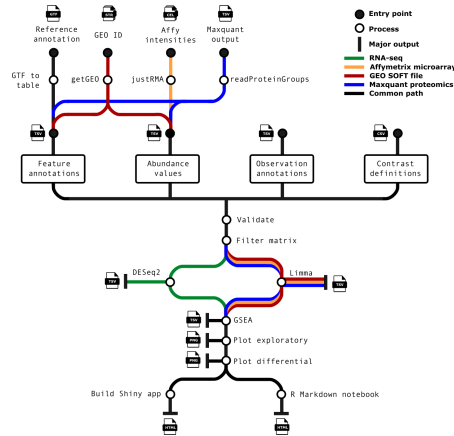 GTF
SOFT
CEL
TSV
Reference
annotation
GEO ID
Affy
intensities
Maxquant
output
Entry point
Process
Major output
RNA-seq
Affymetrix microarray
GEO SOFT file
Maxquant proteomics
Common path
GTF to
table
getGEO
justRMA
readProteinGroups
TSV
TSV
TSV
CSV
Feature
annotations
Abundance
values
Observation
annotations
Contrast
definitions
Validate
Filter matrix
DESeq2
Limma
TSV
TSV
TSV
GSEA
PNG
Plot exploratory
PNG
Plot differential
Build Shiny app
R Markdown notebook
HTML
HTML